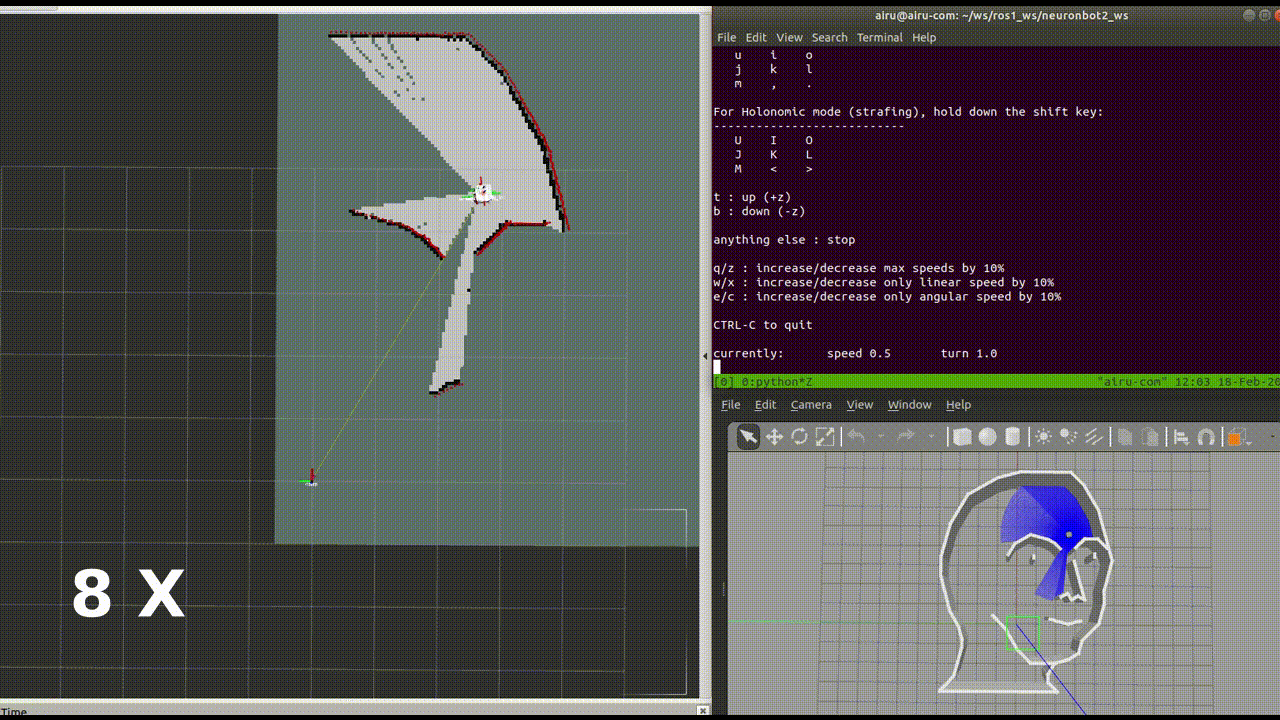 airu@airu-com: ~/ws/ros1_ws/neuronbot2_ws
File Edit View Search Terminal Help
u i o
j k l
m , .
For Holonomic mode (strafing), hold down the shift key:
---------------------------
U I O
J K L
M < >
t : up (+z)
b : down (-z)
anything else : stop
q/z : increase/decrease max speeds by 10%
w/x : increase/decrease only linear speed by 10%
e/c : increase/decrease only angular speed by 10%
CTRL-C to quit
currently: speed 0.5 turn 1.0
[0] 0:python*Z "airu-com" 12:03 18-Feb-20
File Edit Camera View Window Help
8 X
Time